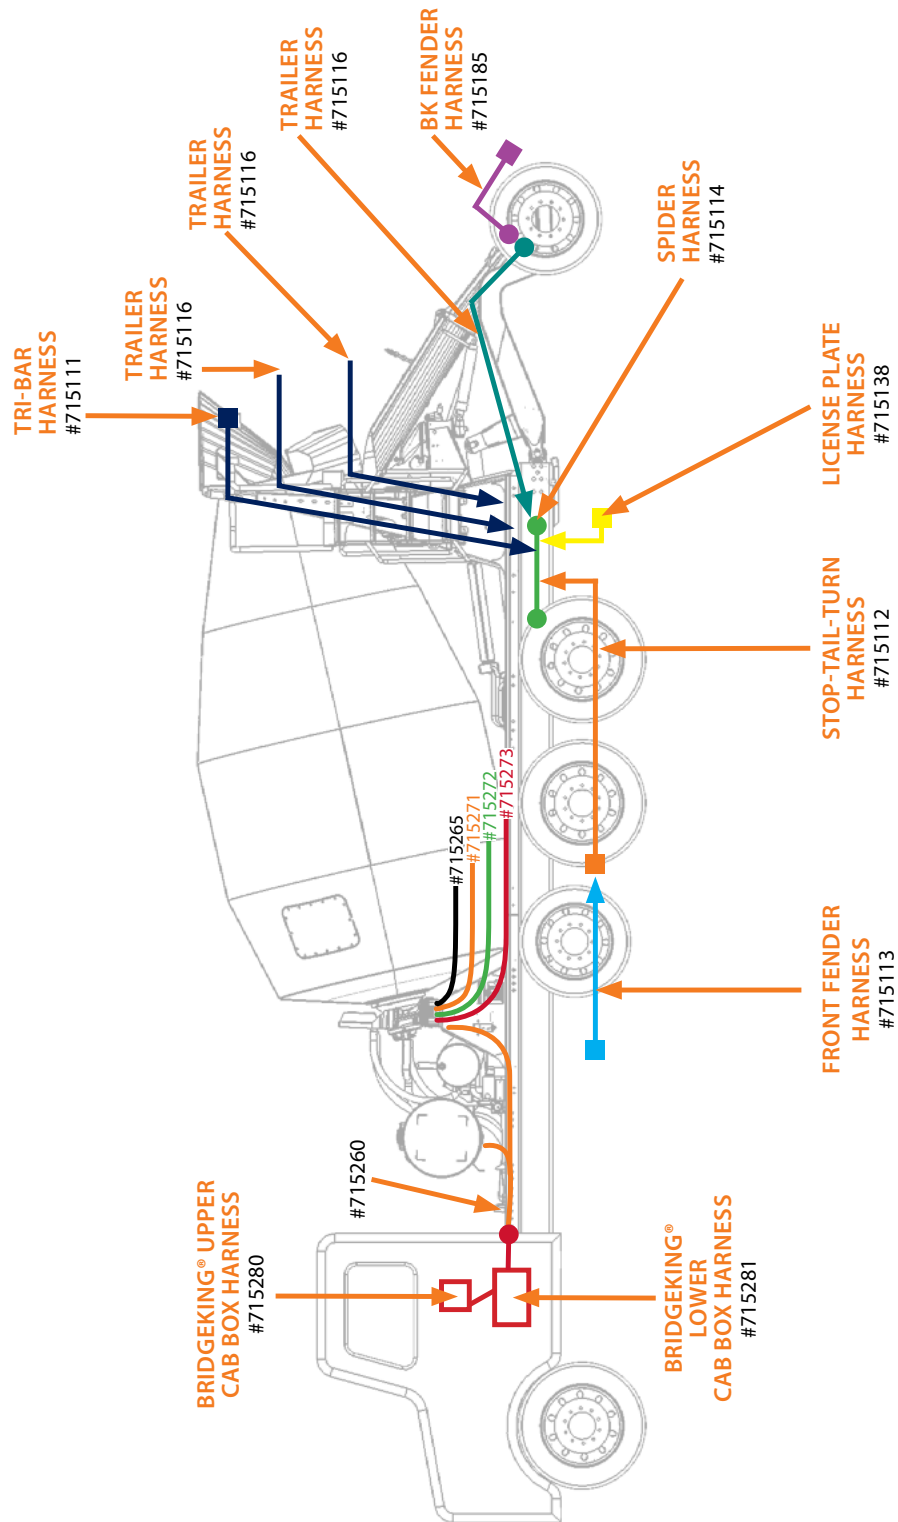 TRI-BAR
HARNESS
#715111
TRAILER
HARNESS
#715116
TRAILER
HARNESS
#715116
TRAILER
HARNESS
#715116
BK FENDER
HARNESS
#715185
BRIDGEKING® UPPER
CAB BOX HARNESS
#715280
#715260
#715265
#715271
#715272
#715273
BRIDGEKING®
LOWER
CAB BOX HARNESS
#715281
FRONT FENDER
HARNESS
#715113
STOP-TAIL-TURN
HARNESS
#715112
LICENSE PLATE
HARNESS
#715138
SPIDER
HARNESS
#715114